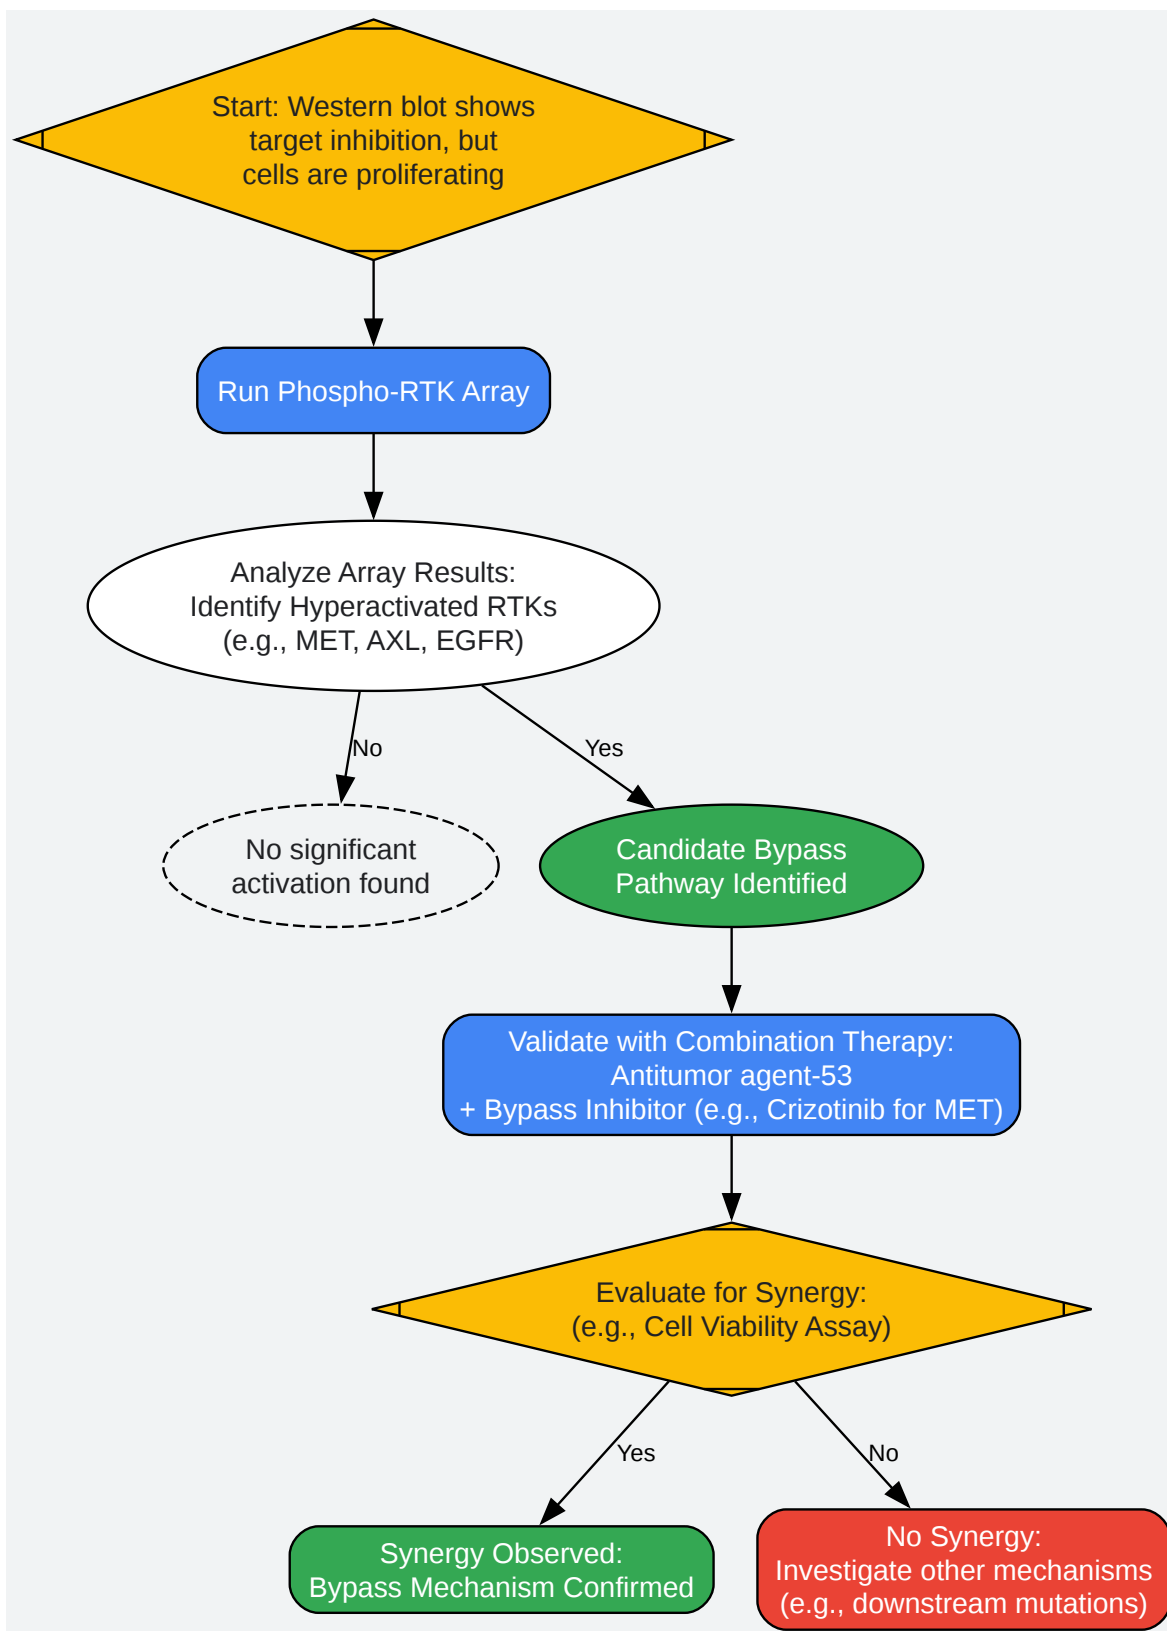 Start: Western blot shows
target inhibition, but
cells are proliferating
Run Phospho-RTK Array
Analyze Array Results:
Identify Hyperactivated RTKs
(e.g., MET, AXL, EGFR)
No
Yes
No significant
activation found
Candidate Bypass
Pathway Identified
Validate with Combination Therapy:
Antitumor agent-53
+ Bypass Inhibitor (e.g., Crizotinib for MET)
Evaluate for Synergy:
(e.g., Cell Viability Assay)
Yes
No
Synergy Observed:
Bypass Mechanism Confirmed
No Synergy:
Investigate other mechanisms
(e.g., downstream mutations)